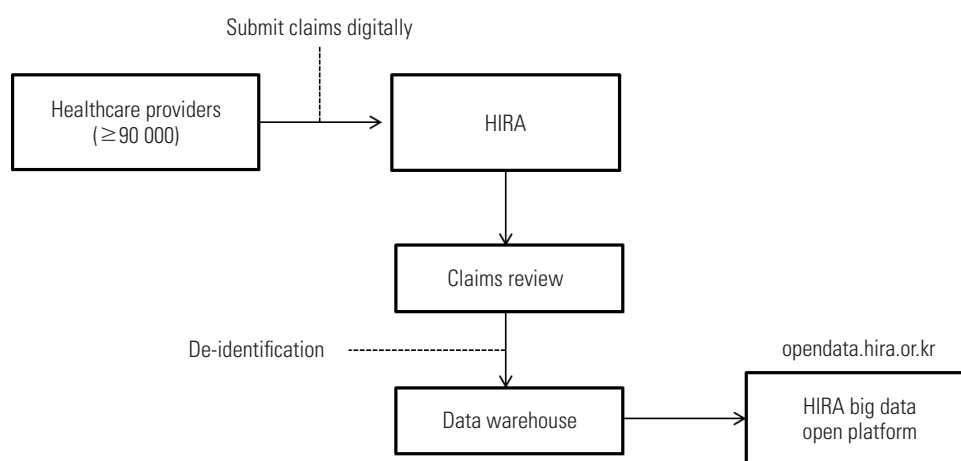 Submit claims digitally
Healthcare providers
(≥90 000)
HIRA
Claims review
De-identification
opendata.hira.or.kr
Data warehouse
HIRA big data
open platform